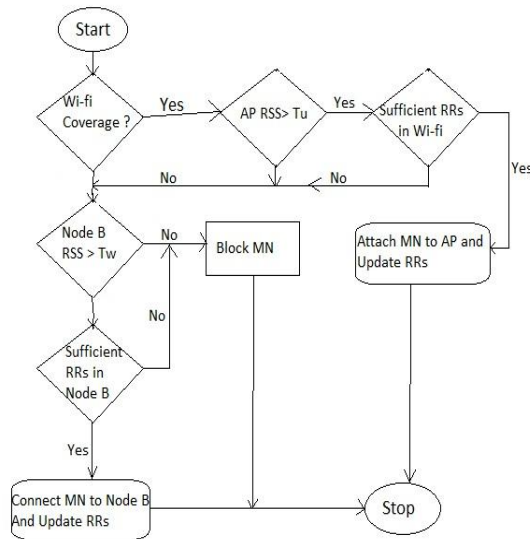 Start
Wi-fi
Coverage ?
Yes
AP RSS> Tu
Yes
Sufficient RRs
in Wi-fi
Yes
No
No
Node B
RSS > Tw
No
Block MN
Attach MN to AP and
Update RRs
No
Sufficient
RRs in
Node B
Yes
Connect MN to Node B
And Update RRs
Stop